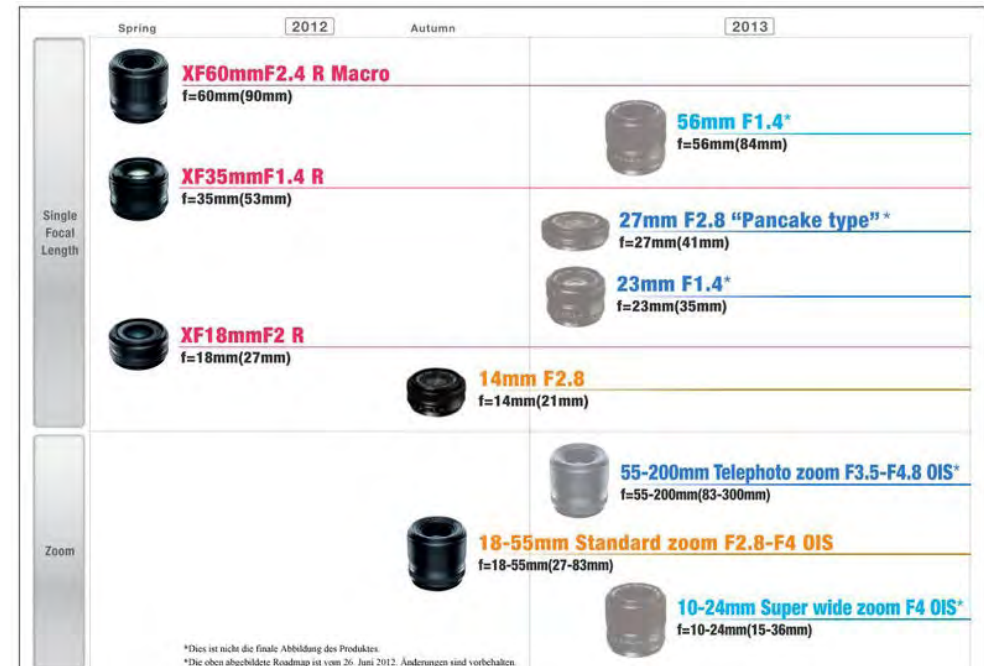 Spring 2012 Autumn 2013
Single
Focal
Length
XF60mmF2.4 R Macro
f=60mm(90mm)
56mm F1.4*
f=56mm(84mm)
XF35mmF1.4 R
f=35mm(53mm)
27mm F2.8 “Pancake type”*
f=27mm(41mm)
23mm F1.4*
f=23mm(35mm)
XF18mmF2 R
f=18mm(27mm)
14mm F2.8
f=14mm(21mm)
Zoom
55-200mm Telephoto zoom F3.5-F4.8 OIS*
f=55-200mm(83-300mm)
18-55mm Standard zoom F2.8-F4 OIS
f=18-55mm(27-83mm)
10-24mm Super wide zoom F4 OIS*
f=10-24mm(15-36mm)
*Dies ist nicht die finale Abbildung des Produktes.
*Die oben abgebildete Roadmap ist vom 26. Juni 2012. Änderungen sind vorbehalten.